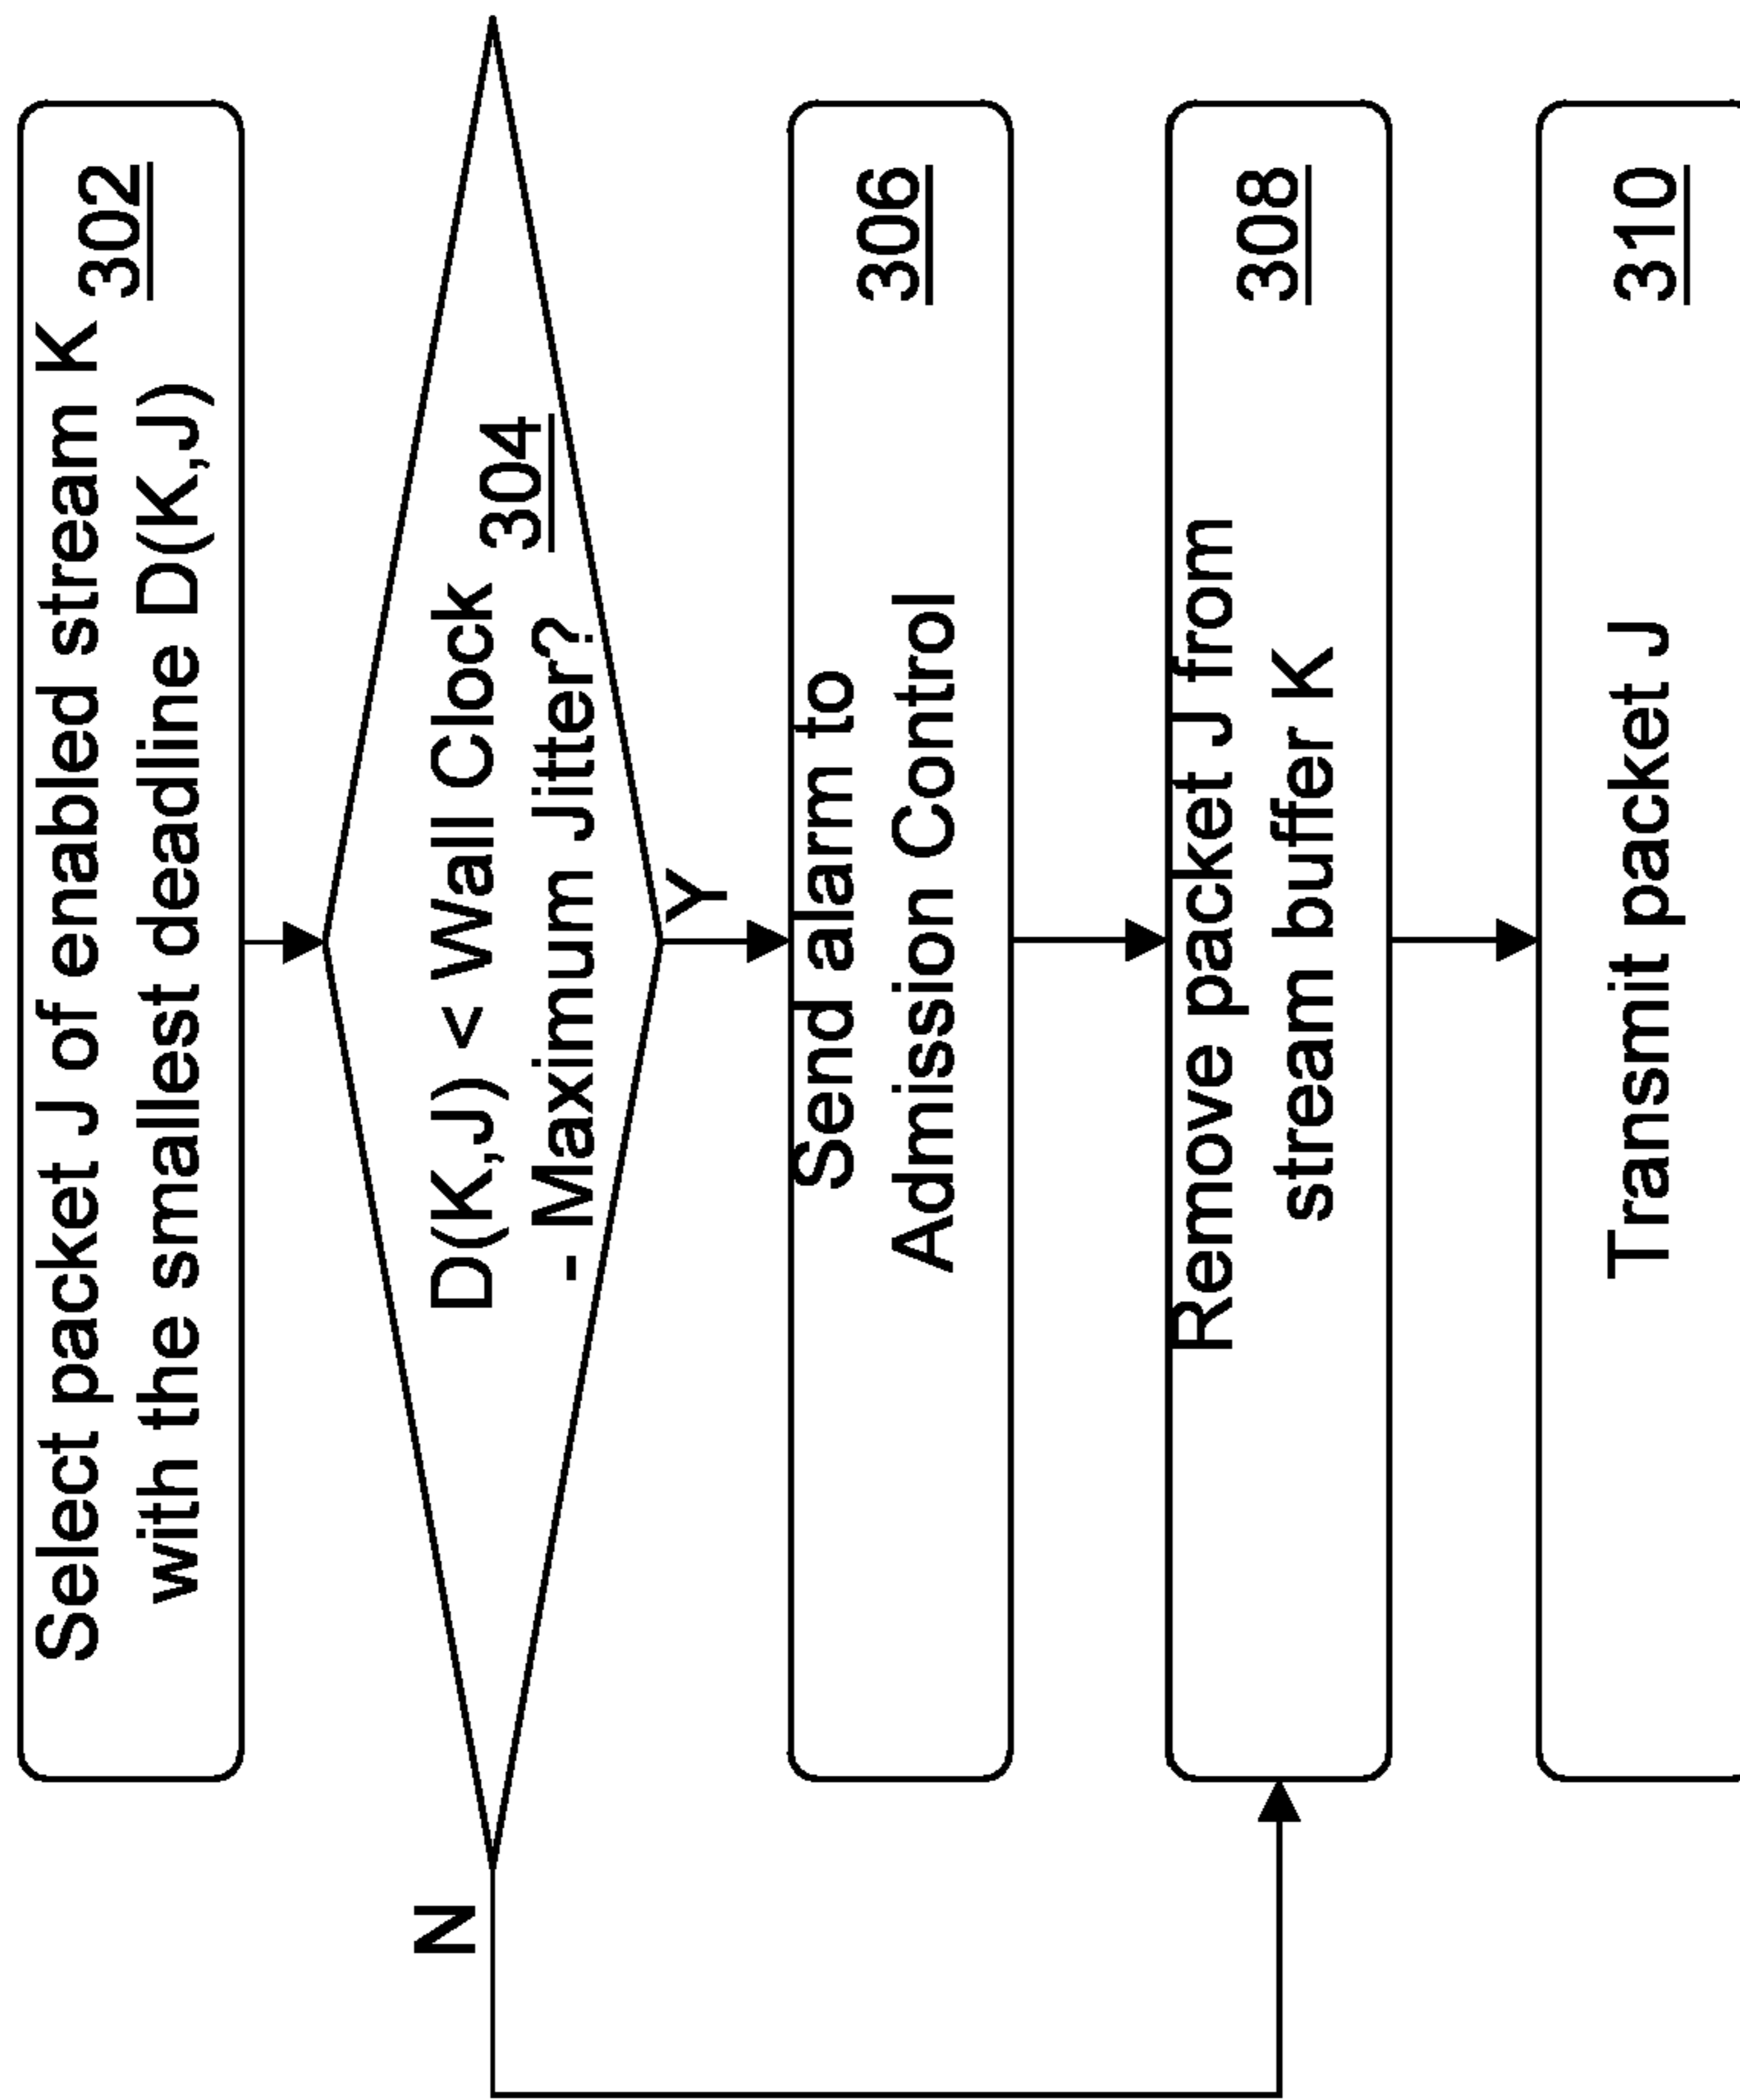 Select packet J of enabled stream K
with the smallest deadline D(K,J)
302
D(K,J) < Wall Clock
- Maximum Jitter?
304
N
Y
Send alarm to
Admission Control
306
Remove packet J from
stream buffer K
308
Transmit packet J
310